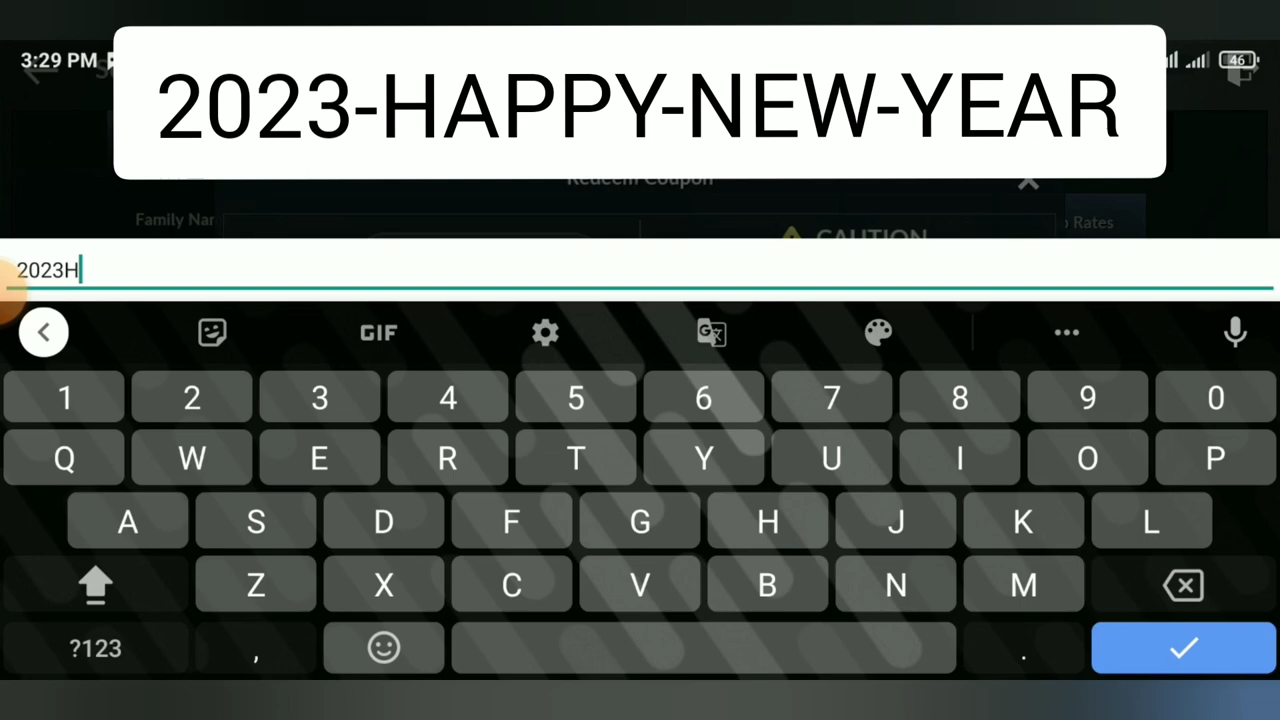 3:29 PM
46
2023-HAPPY-NEW-YEAR
Redeem Coupon
Family Nar
Rates
CAUTION
2023H
GIF
1 2 3 4 5 6 7 8 9 0
Q W E R T Y U I O P
A S D F G H J K L
Z X C V B N M
?123 , .